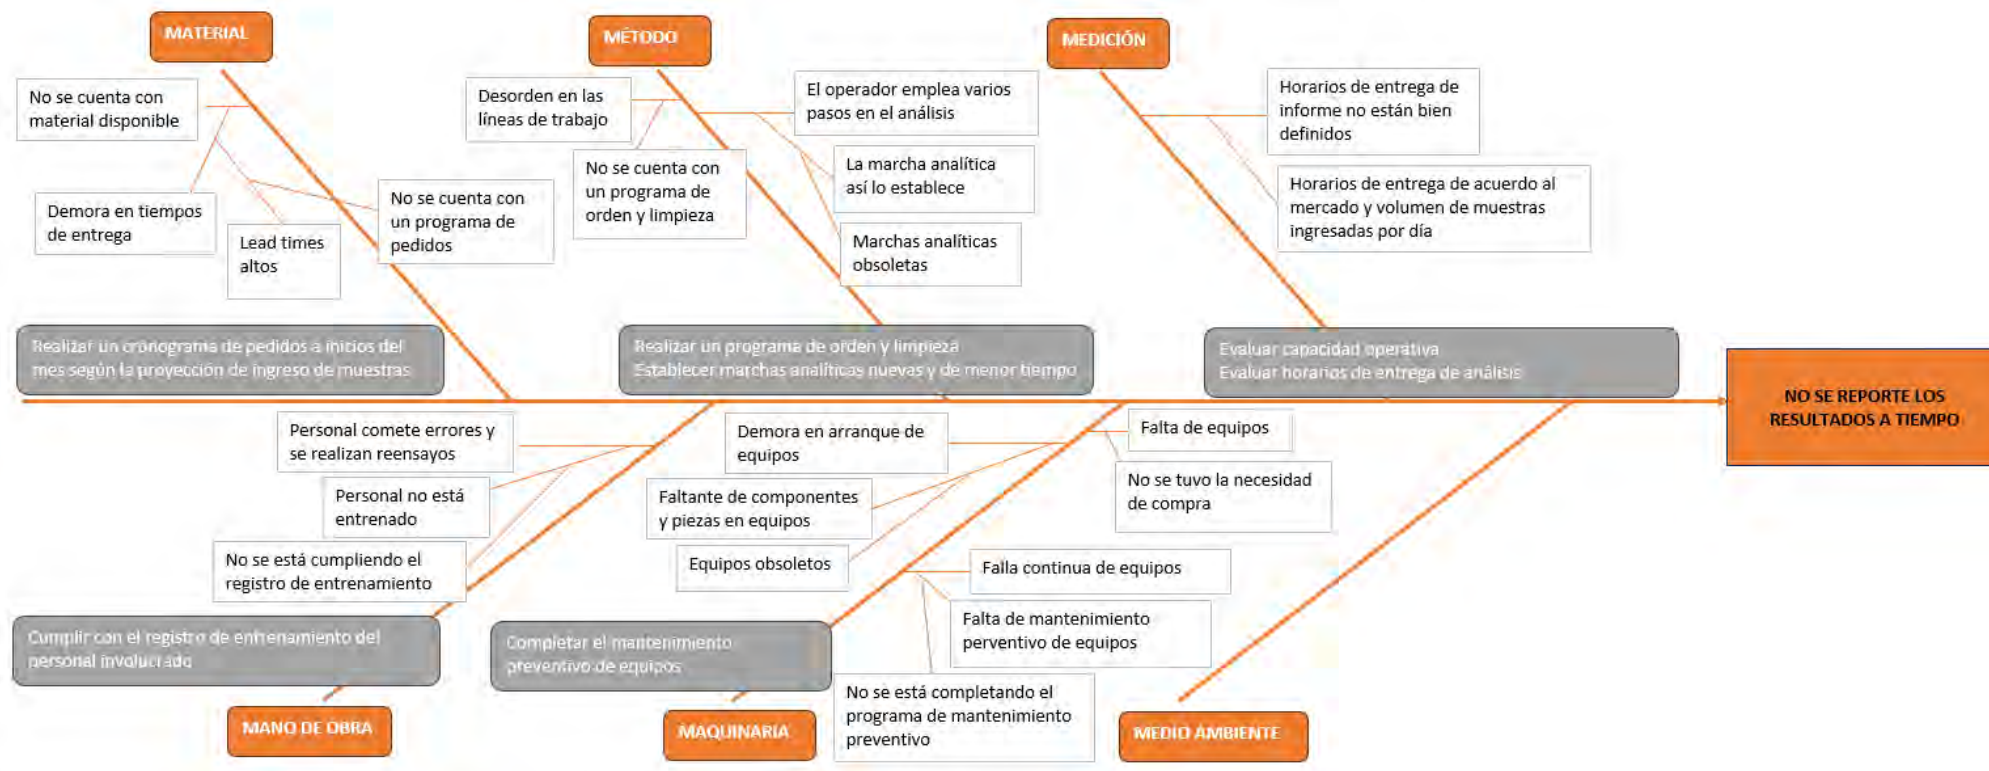 MATERIAL
MÉTODO
MEDICIÓN
No se cuenta con
material disponible
Demora en tiempos
de entrega
Lead times
altos
No se cuenta con
un programa de
pedidos
Desorden en las
líneas de trabajo
No se cuenta con
un programa de
orden y limpieza
El operador emplea varios
pasos en el análisis
La marcha analítica
así lo establece
Marchas analíticas
obsoletas
Horarios de entrega de
informe no están bien
definidos
Horarios de entrega de acuerdo al
mercado y volumen de muestras
ingresadas por día
Realizar un cronograma de pedidos a inicios del
mes según la proyección de ingreso de muestras
Realizar un programa de orden y limpieza
Establecer marchas analíticas nuevas y de menor tiempo
Evaluar capacidad operativa
Evaluar horarios de entrega de análisis
NO SE REPORTE LOS
RESULTADOS A TIEMPO
Personal comete errores y
se realizan reensayos
Personal no está
entrenado
No se está cumpliendo el
registro de entrenamiento
Demora en arranque de
equipos
Faltante de componentes
y piezas en equipos
Equipos obsoletos
Falta de equipos
No se tuvo la necesidad
de compra
Falla continua de equipos
Falta de mantenimiento
perventivo de equipos
No se está completando el
programa de mantenimiento
preventivo
Cumplir con el registro de entrenamiento del
personal involucrado
Completar el mantenimiento
preventivo de equipos
MANO DE OBRA
MAQUINARIA
MEDIO AMBIENTE